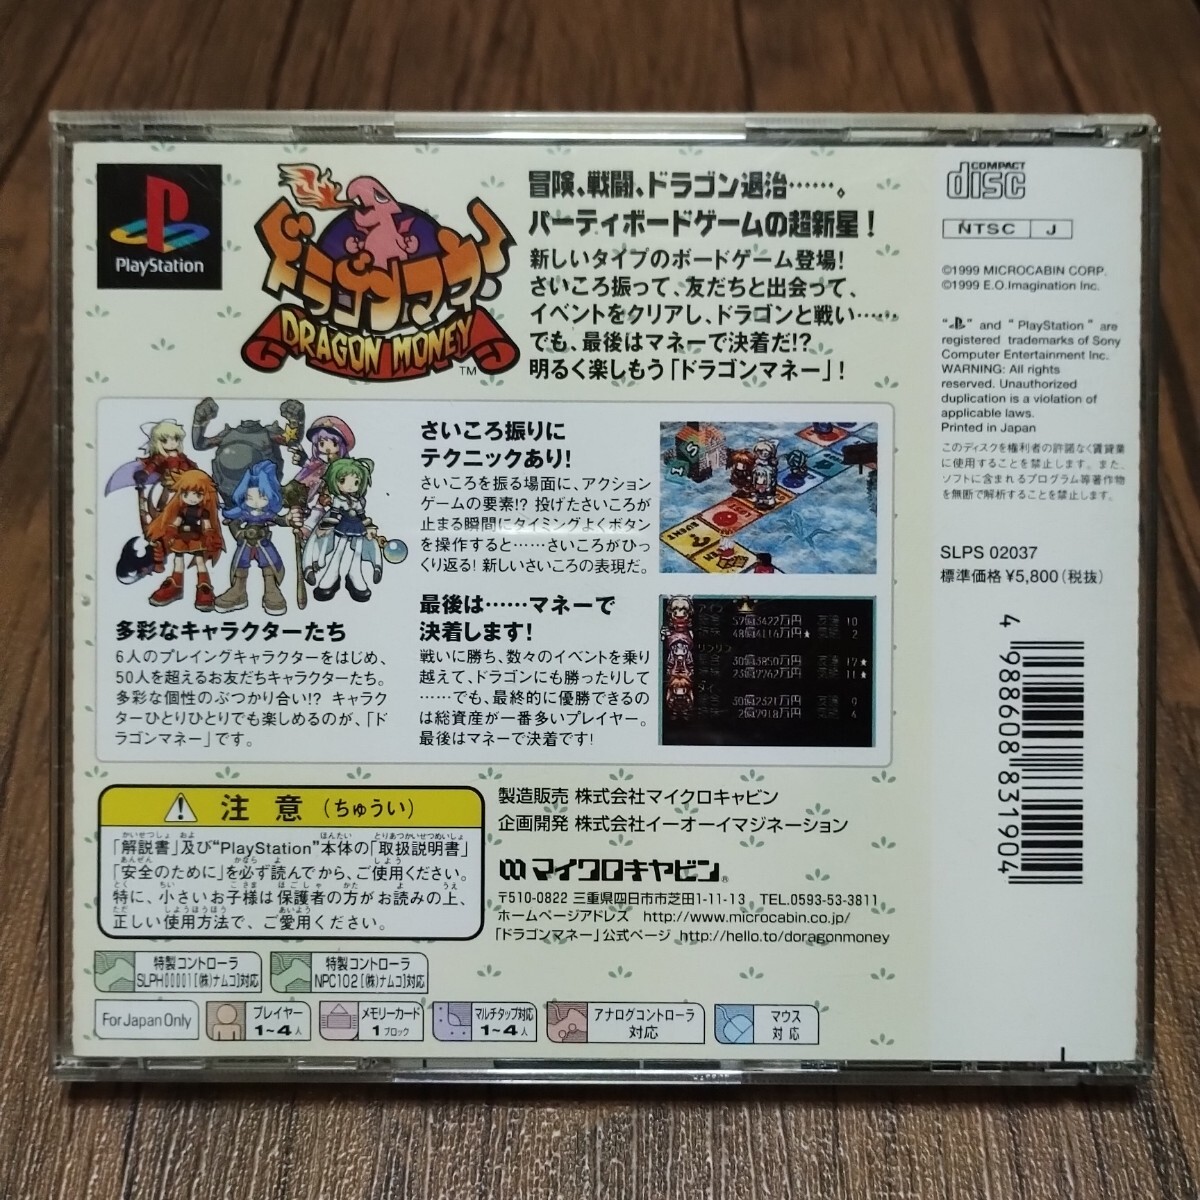 PlayStation
ドラゴンマネー
DRAGON MONEY
TM
冒険、戦闘、ドラゴン退治……。
パーティボードゲームの超新星!
新しいタイプのボードゲーム登場!
さいころ振って、友だちと出会って、
イベントをクリアし、ドラゴンと戦い……
でも、最後はマネーで決着だ!?
明るく楽しもう「ドラゴンマネー」!
COMPACT
disc
NTSC J
©1999 MICROCABIN CORP.
©1999 E.O.Imagination Inc.
" " and " PlayStation " are
registered trademarks of Sony
Computer Entertainment Inc.
WARNING: All rights
reserved. Unauthorized
duplication is a violation of
applicable laws.
Printed in Japan
このディスクを権利者の許諾なく賃貸業
に使用することを禁止します。また、
ソフトに含まれるプログラム等著作物
を無断で解析することを禁止します。
SLPS 02037
標準価格 ¥5,800(税抜)
4 988608 831904
さいころ振りに
テクニックあり!
さいころを振る場面に、アクション
ゲームの要素!? 投げたさいころが
止まる瞬間にタイミングよくボタン
を操作すると……さいころがひっ
くり返る! 新しいさいころの表現だ。
多彩なキャラクターたち
6人のプレイングキャラクターをはじめ、
50人を超えるお友だちキャラクターたち。
多彩な個性のぶつかり合い!? キャラ
クターひとりひとりでも楽しめるのが、「ド
ラゴンマネー」です。
最後は……マネーで
決着します!
戦いに勝ち、数々のイベントを乗り
越えて、ドラゴンにも勝ったりして
……でも、最終的に優勝できるの
は総資産が一番多いプレイヤー。
最後はマネーで決着です!
注意(ちゅうい)
「解説書」及び"PlayStation"本体の「取扱説明書」
「安全のために」を必ず読んでから、ご使用ください。
特に、小さいお子様は保護者の方がお読みの上、
正しい使用方法で、ご愛用ください。
製造販売 株式会社マイクロキャビン
企画開発 株式会社イーオーイマジネーション
マイクロキャビン®
〒510-0822 三重県四日市市芝田1-11-13 TEL.0593-53-3811
ホームページアドレス http://www.microcabin.co.jp/
「ドラゴンマネー」公式ページ http://hello.to/doragonmoney
特製コントローラ
SLPH00001[(株)ナムコ]対応
特製コントローラ
NPC102[(株)ナムコ]対応
For Japan Only
プレイヤー
1~4人
メモリーカード
1ブロック
マルチタップ対応
1~4人
アナログコントローラ
対応
マウス
対応